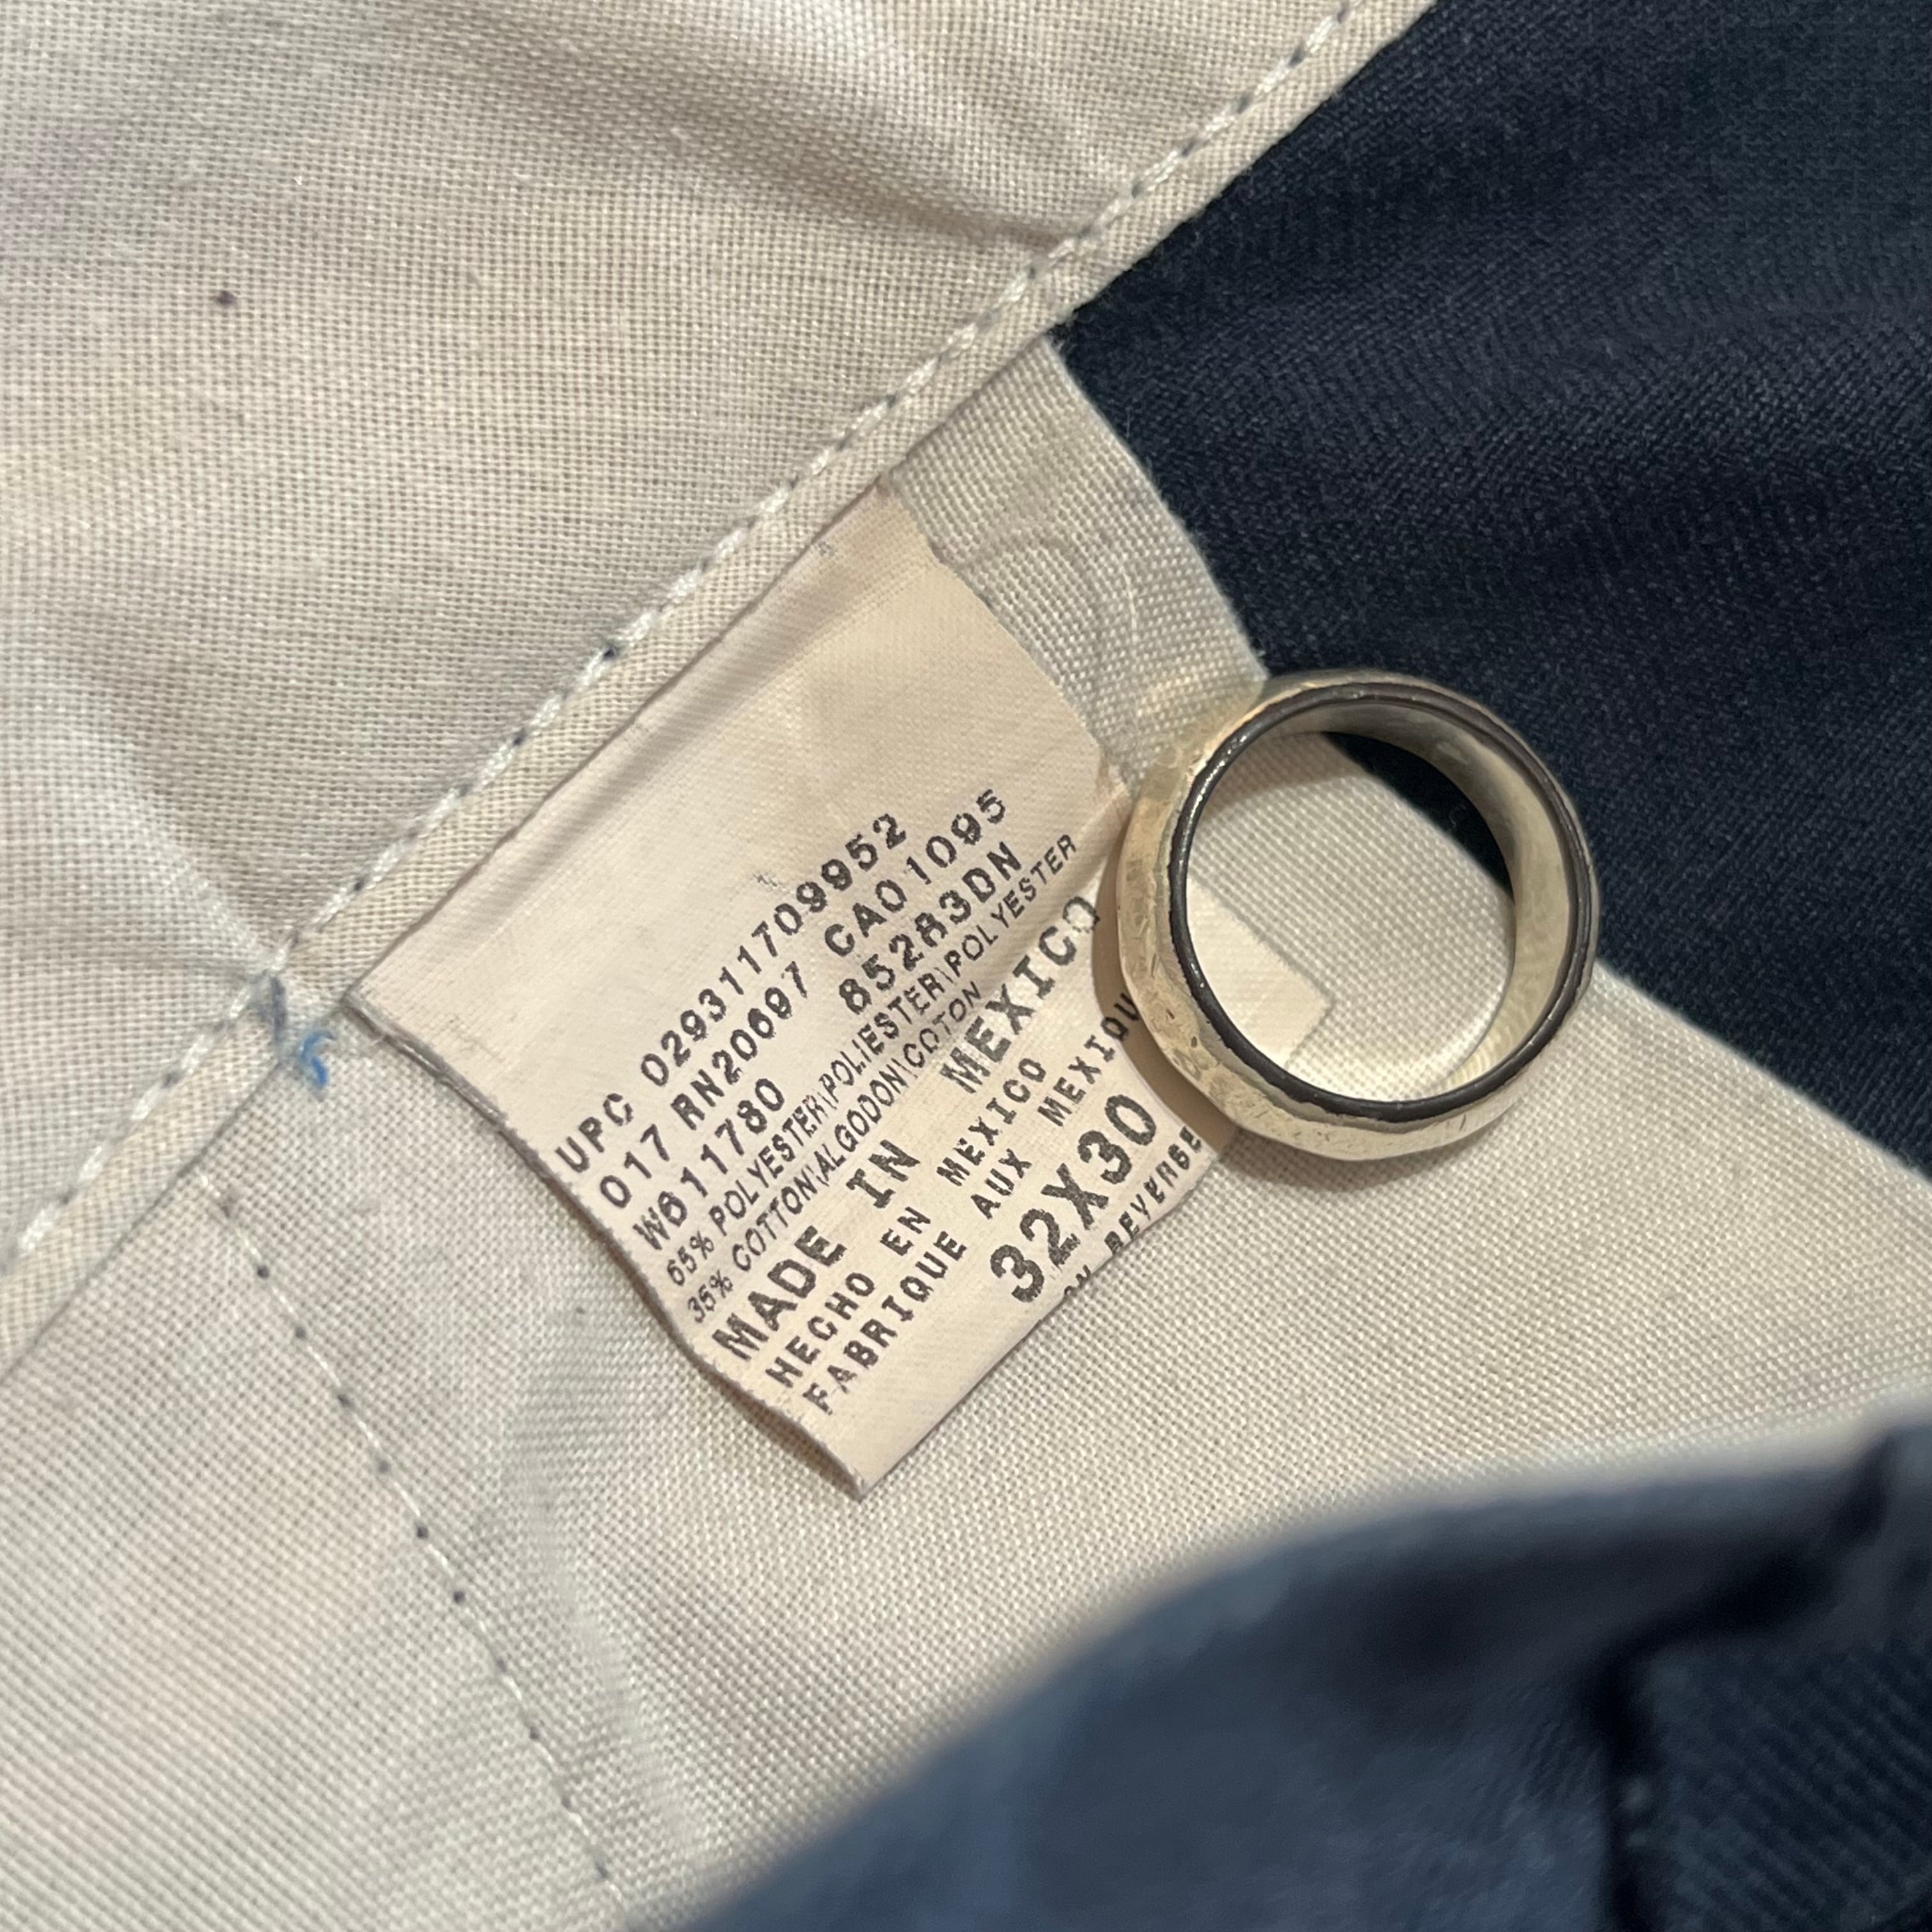 UPC 029311709952
017 RN20697 CA01095
W611780 85283DN
65% POLYESTER\POLIESTER\POLYESTER
35% COTTON\ALGODON\COTON
MADE IN MEXICO
HECHO EN MEXICO
FABRIQUE AUX MEXIQU
32X30